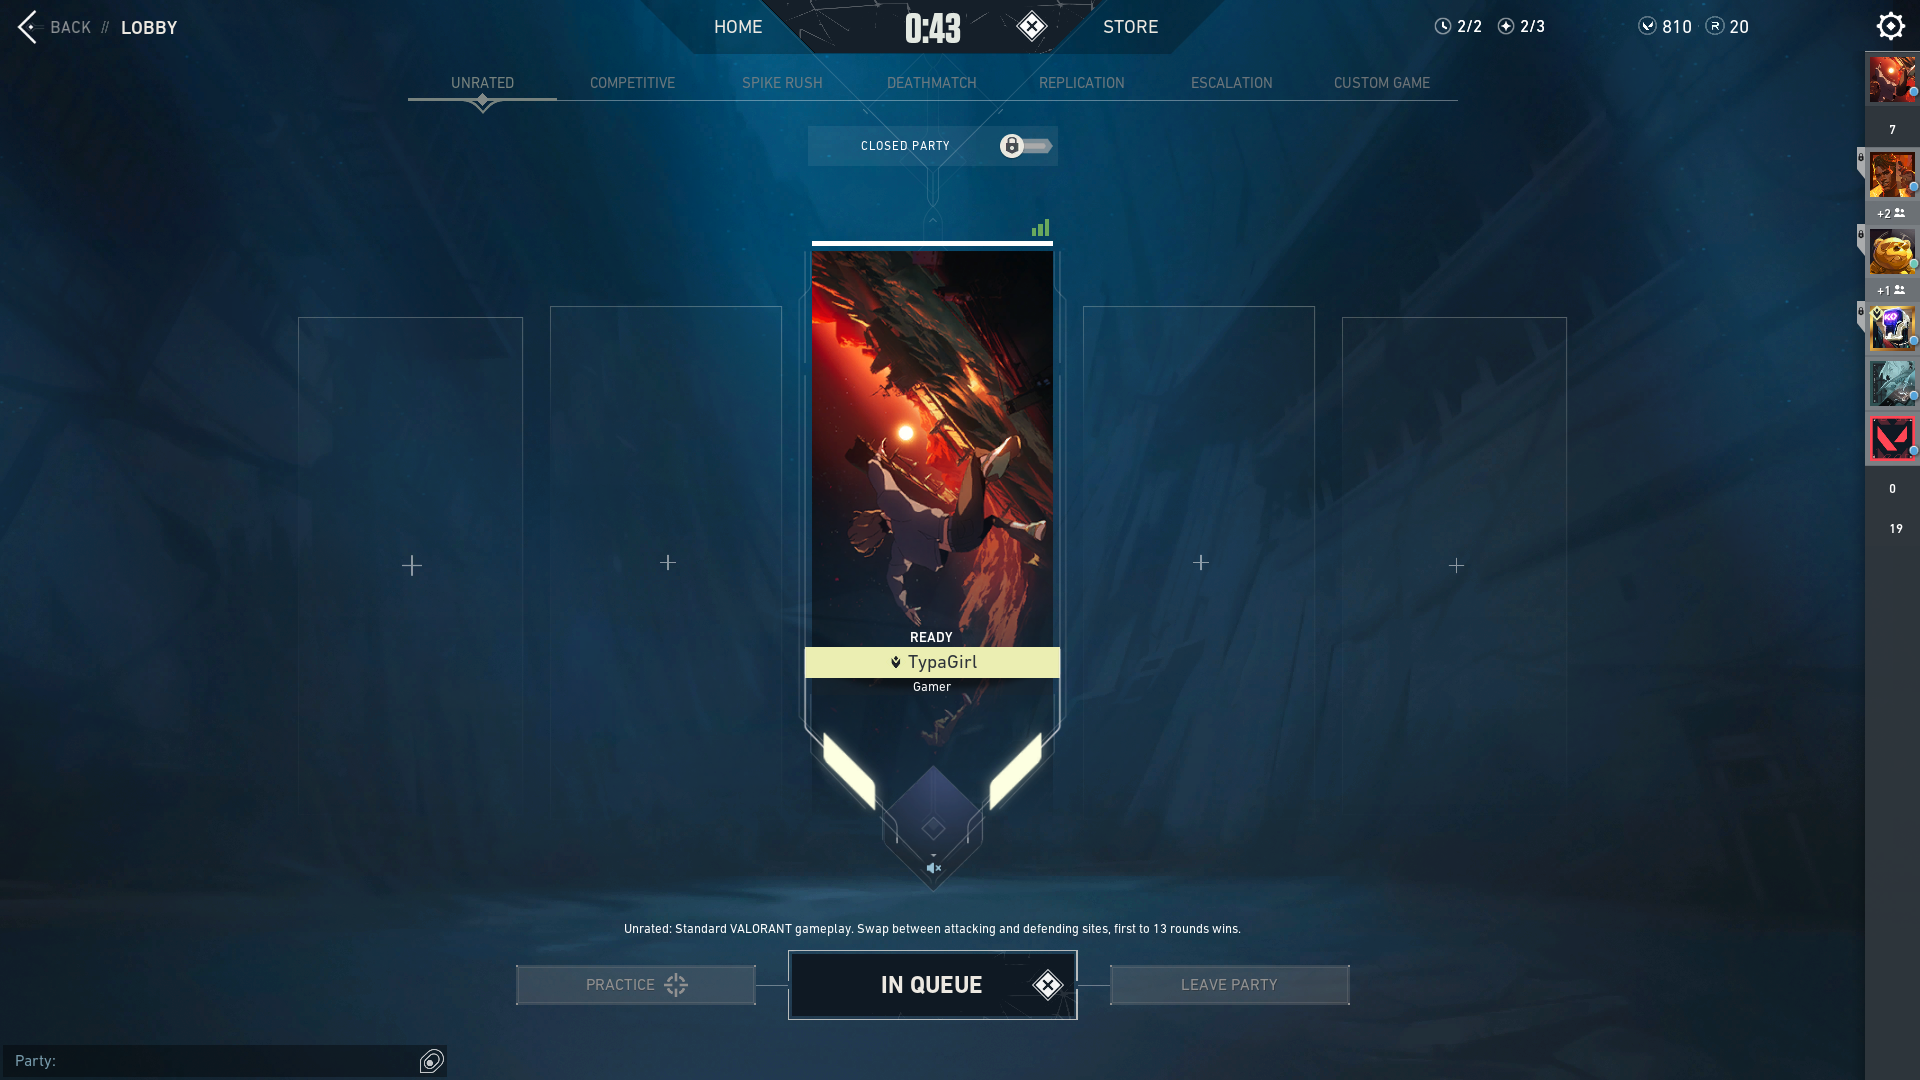 BACK // LOBBY
HOME
0:43
STORE
2/2
2/3
810
20
UNRATED
COMPETITIVE
SPIKE RUSH
DEATHMATCH
REPLICATION
ESCALATION
CUSTOM GAME
CLOSED PARTY
7
+2
+1
0
19
READY
TypaGirl
Gamer
Unrated: Standard VALORANT gameplay. Swap between attacking and defending sites, first to 13 rounds wins.
PRACTICE
IN QUEUE
LEAVE PARTY
Party: